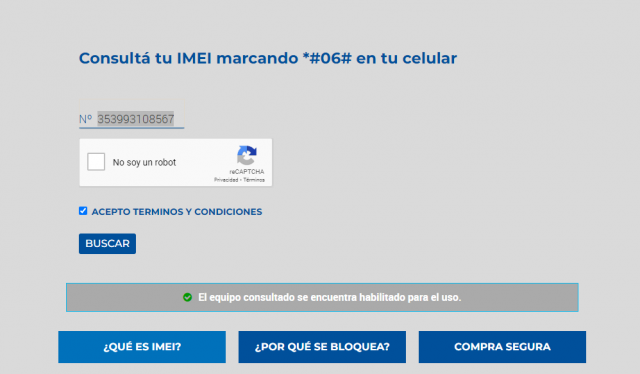 Consultá tu IMEI marcando *#06# en tu celular
Nº 353993108567
No soy un robot
reCAPTCHA
Privacidad - Términos
ACEPTO TERMINOS Y CONDICIONES
BUSCAR
El equipo consultado se encuentra habilitado para el uso.
¿QUÉ ES IMEI?
¿POR QUÉ SE BLOQUEA?
COMPRA SEGURA